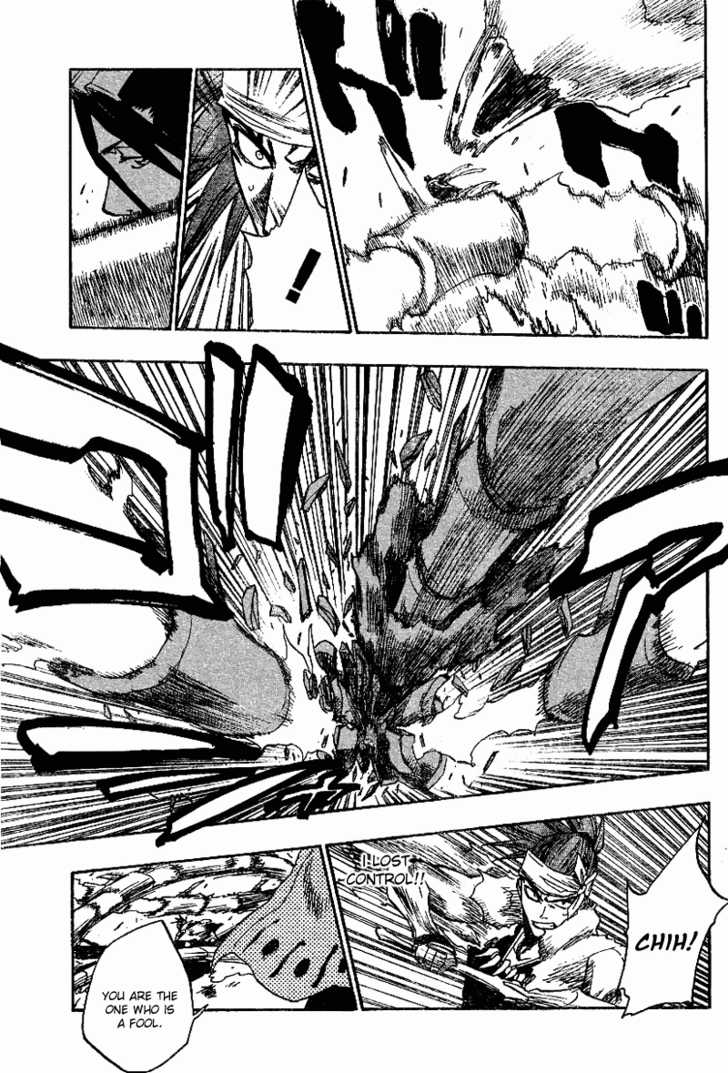 !
CHIH!
I LOST
CONTROL!!
YOU ARE THE
ONE WHO IS
A FOOL.